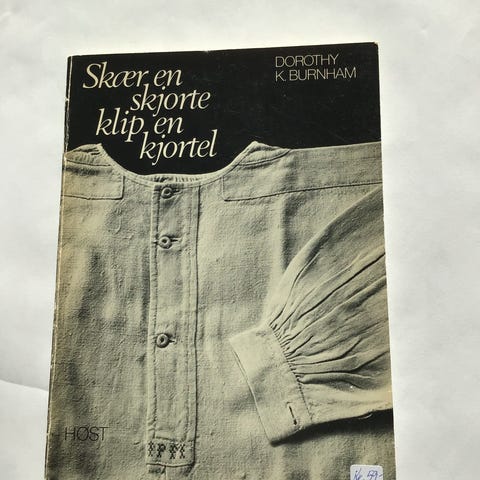 Skær en
skjorte
klip en
kjortel
DOROTHY
K. BURNHAM
HØST